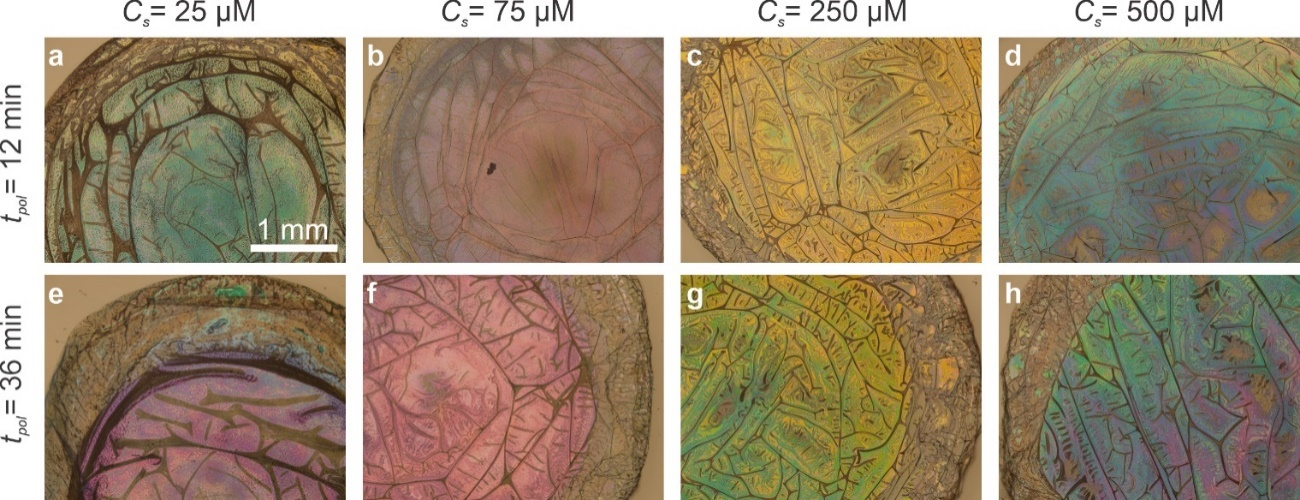 Cs= 25 µM
Cs= 75 µM
Cs= 250 µM
Cs= 500 µM
tpol= 12 min
a
b
c
d
1 mm
tpol= 36 min
e
f
g
h